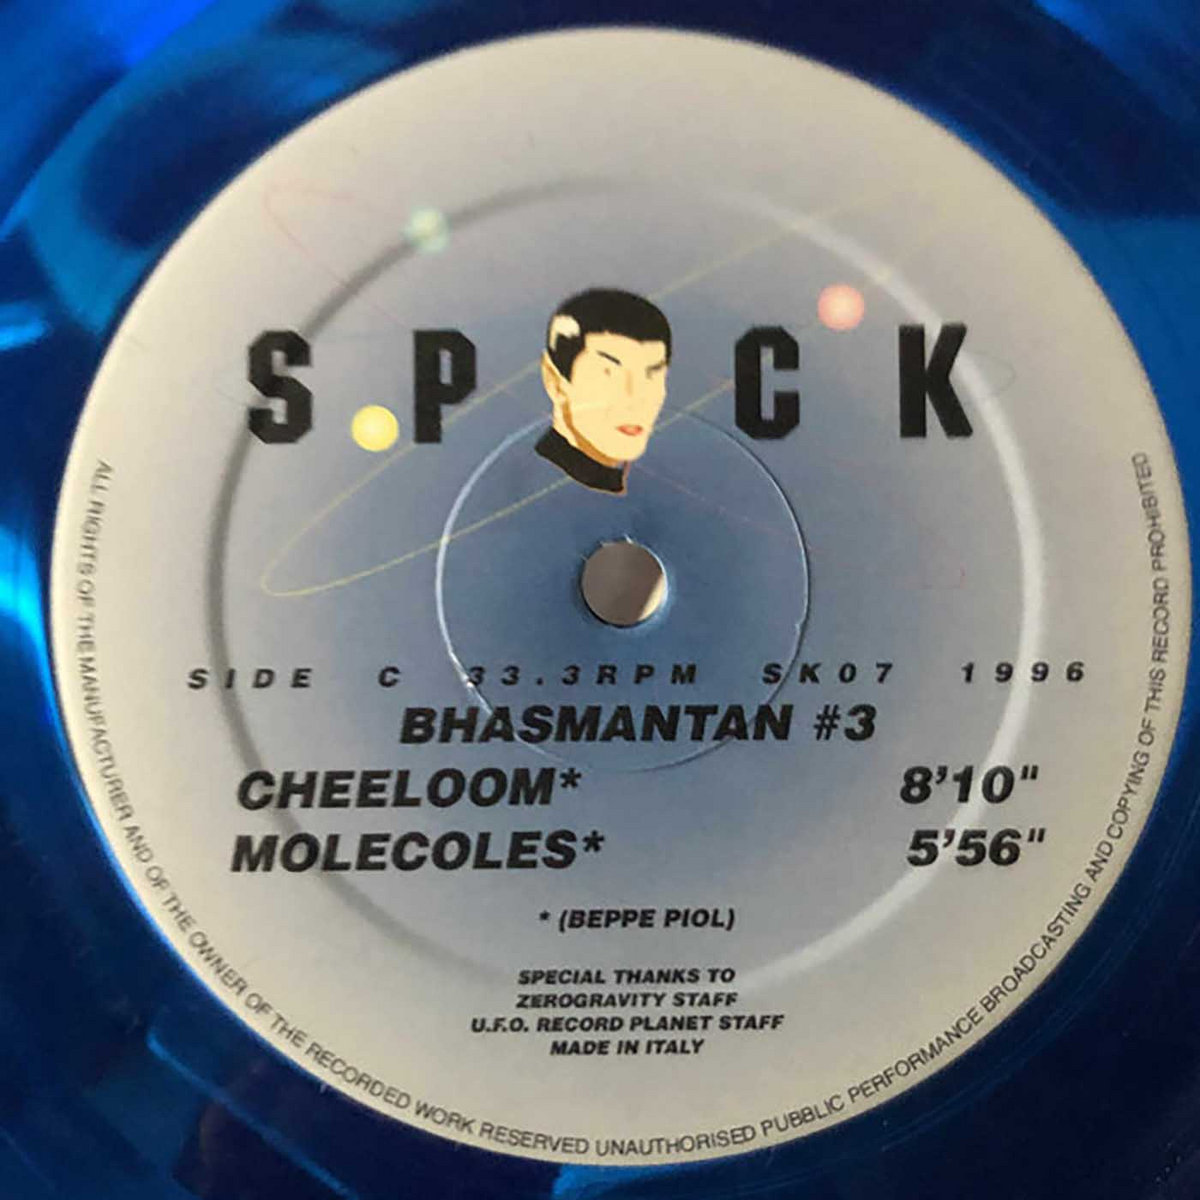 SPCK
SIDE C 33.3RPM SK07 1996
BHASMANTAN #3
CHEELOOM* 8'10"
MOLECOLES* 5'56"
* (BEPPE PIOL)
SPECIAL THANKS TO
ZEROGRAVITY STAFF
U.F.O. RECORD PLANET STAFF
MADE IN ITALY
ALL RIGHTS OF THE MANUFACTURER AND OF THE OWNER OF THE RECORDED WORK RESERVED UNAUTHORISED PUBBLIC PERFORMANCE BROADCASTING AND COPYING OF THIS RECORD PROHIBITED